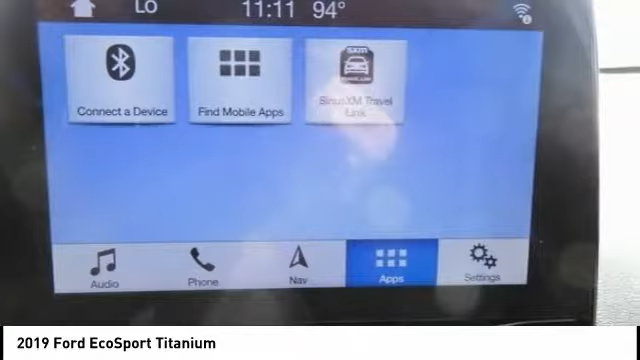 LO 11:11 94°
Connect a Device
Find Mobile Apps
SiriusXM Travel
Link
Audio
Phone
Nav
Apps
Settings
2019 Ford EcoSport Titanium